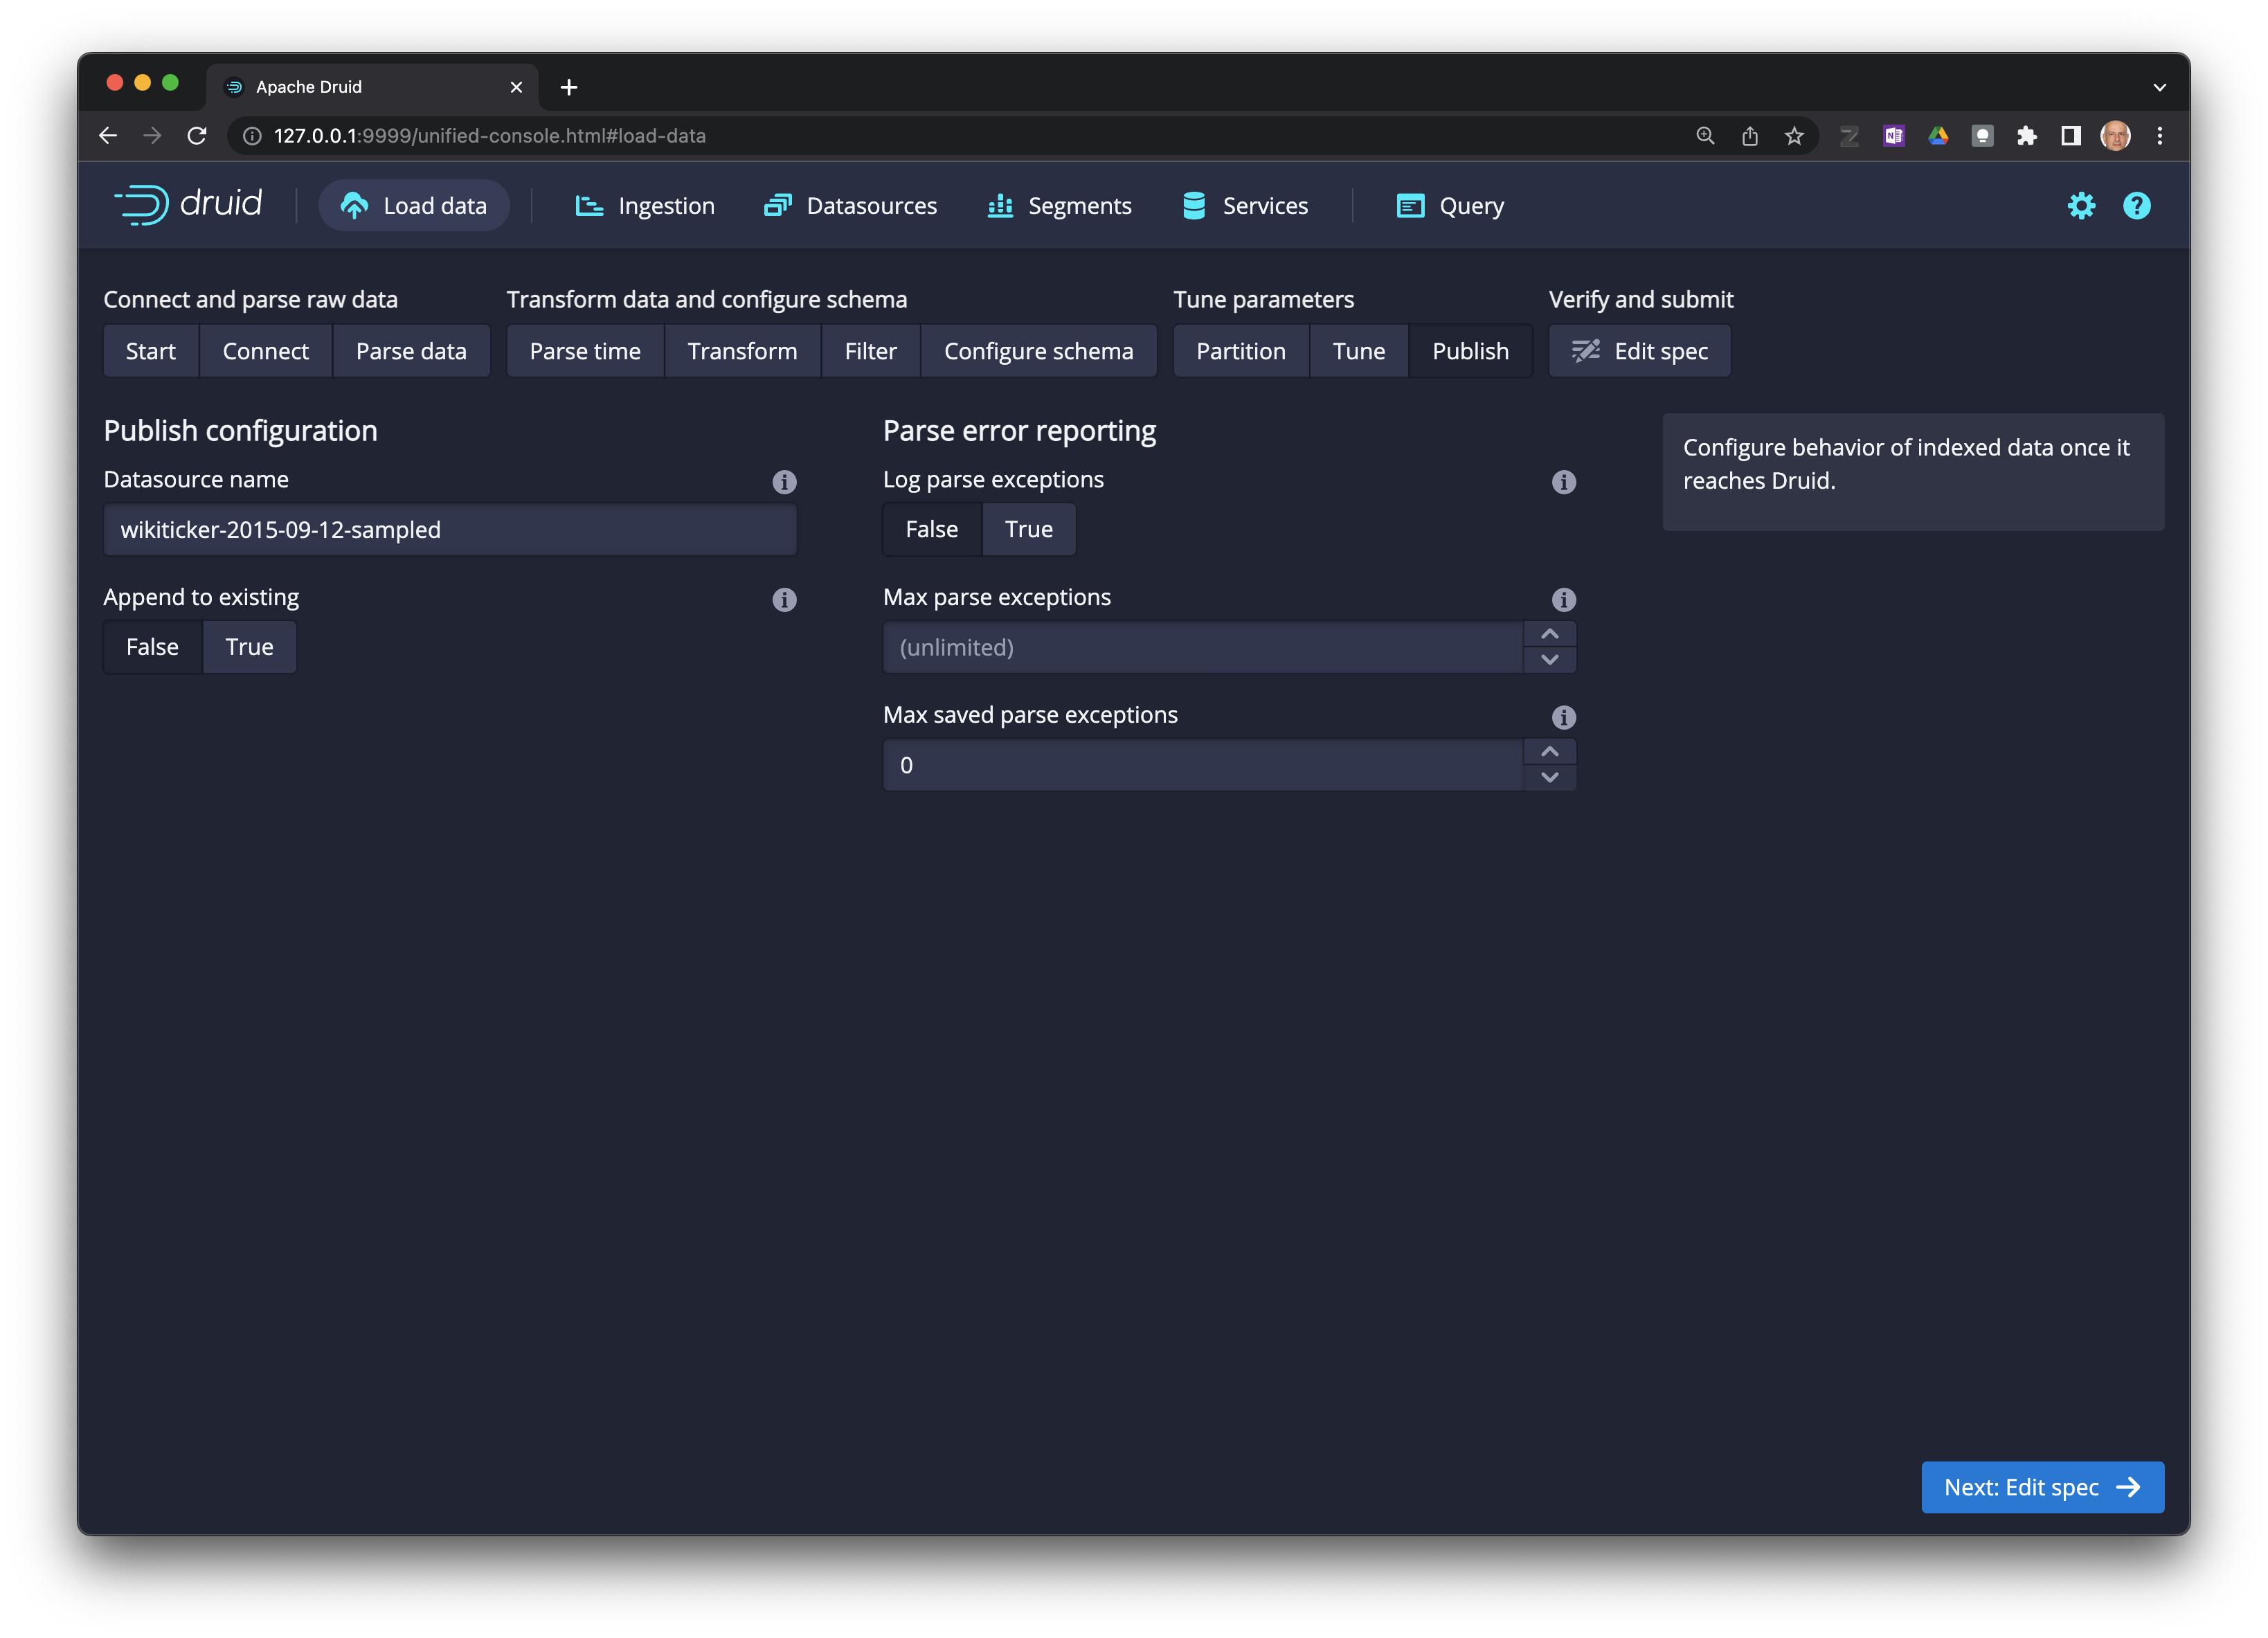 Apache Druid
127.0.0.1:9999/unified-console.html#load-data
druid
Load data
Ingestion
Datasources
Segments
Services
Query
Connect and parse raw data
Transform data and configure schema
Tune parameters
Verify and submit
Start
Connect
Parse data
Parse time
Transform
Filter
Configure schema
Partition
Tune
Publish
Edit spec
Publish configuration
Datasource name
wikiticker-2015-09-12-sampled
Append to existing
False
True
Parse error reporting
Log parse exceptions
False
True
Max parse exceptions
(unlimited)
Max saved parse exceptions
0
Configure behavior of indexed data once it
reaches Druid.
Next: Edit spec